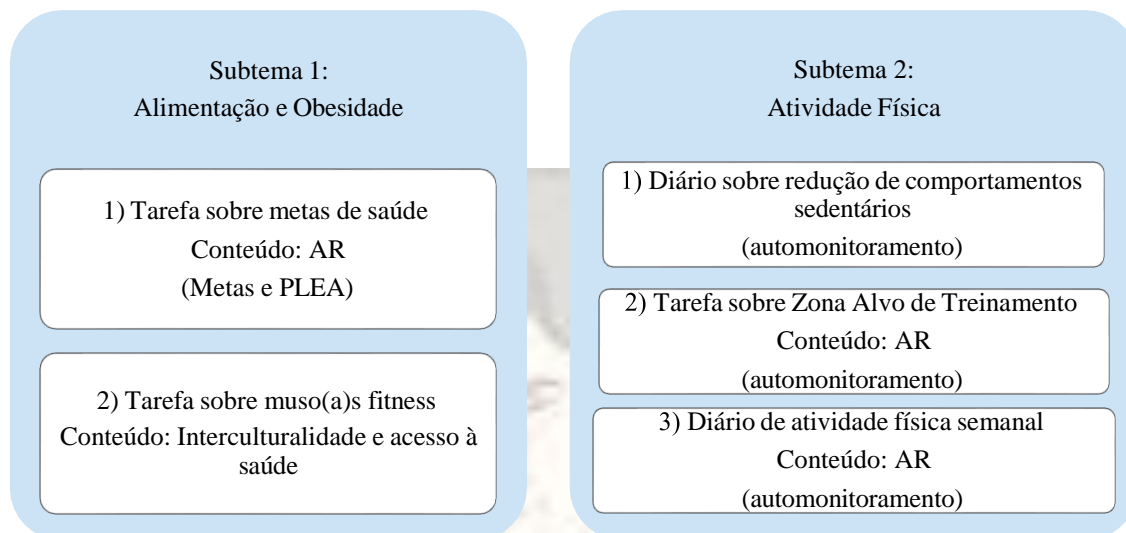 Subtema 1:
Alimentação e Obesidade
1) Tarefa sobre metas de saúde
Conteúdo: AR
(Metas e PLEA)
2) Tarefa sobre muso(a)s fitness
Conteúdo: Interculturalidade e acesso à
saúde
Subtema 2:
Atividade Física
1) Diário sobre redução de comportamentos
sedentários
(automonitoramento)
2) Tarefa sobre Zona Alvo de Treinamento
Conteúdo: AR
(automonitoramento)
3) Diário de atividade física semanal
Conteúdo: AR
(automonitoramento)